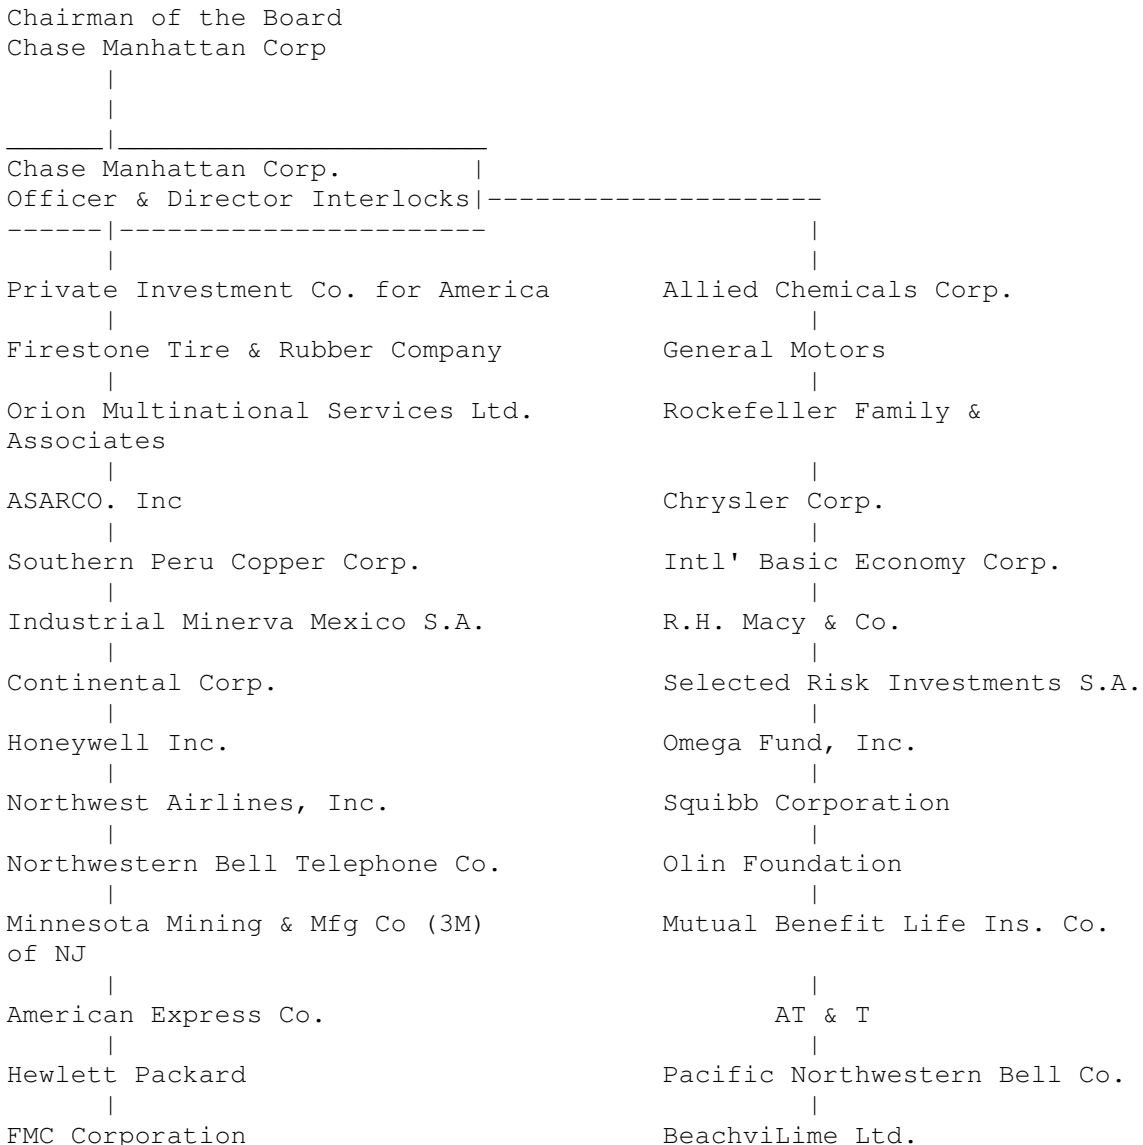 Chairman of the Board
Chase Manhattan Corp
Chase Manhattan Corp.
Officer & Director Interlocks
Private Investment Co. for America Allied Chemicals Corp.
Firestone Tire & Rubber Company General Motors
Orion Multinational Services Ltd. Rockefeller Family &
Associates
ASARCO. Inc Chrysler Corp.
Southern Peru Copper Corp. Intl' Basic Economy Corp.
Industrial Minerva Mexico S.A. R.H. Macy & Co.
Continental Corp. Selected Risk Investments S.A.
Honeywell Inc. Omega Fund, Inc.
Northwest Airlines, Inc. Squibb Corporation
Northwestern Bell Telephone Co. Olin Foundation
Minnesota Mining & Mfg Co (3M) Mutual Benefit Life Ins. Co.
of NJ
American Express Co. AT & T
Hewlett Packard Pacific Northwestern Bell Co.
FMC Corporation BeachviLime Ltd.